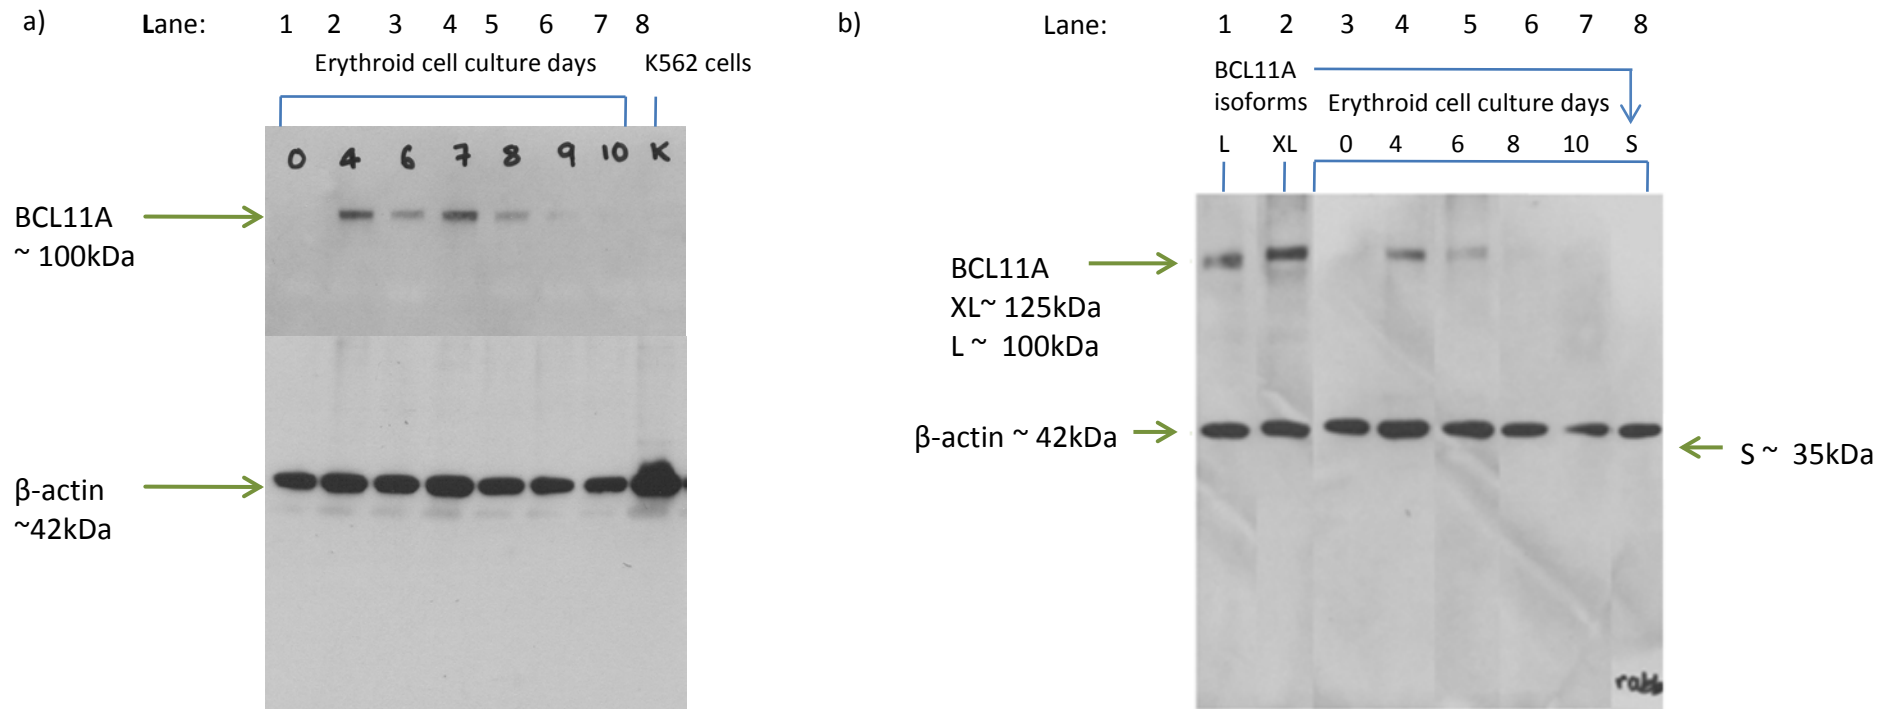 a) Lane: 1 2 3 4 5 6 7 8
Erythroid cell culture days K562 cells
0 4 6 7 8 9 10 K
BCL11A
~ 100kDa
β-actin
~42kDa
b) Lane: 1 2 3 4 5 6 7 8
BCL11A
isoforms Erythroid cell culture days
L XL 0 4 6 8 10 S
BCL11A
XL~ 125kDa
L ~ 100kDa
β-actin ~ 42kDa
S ~ 35kDa